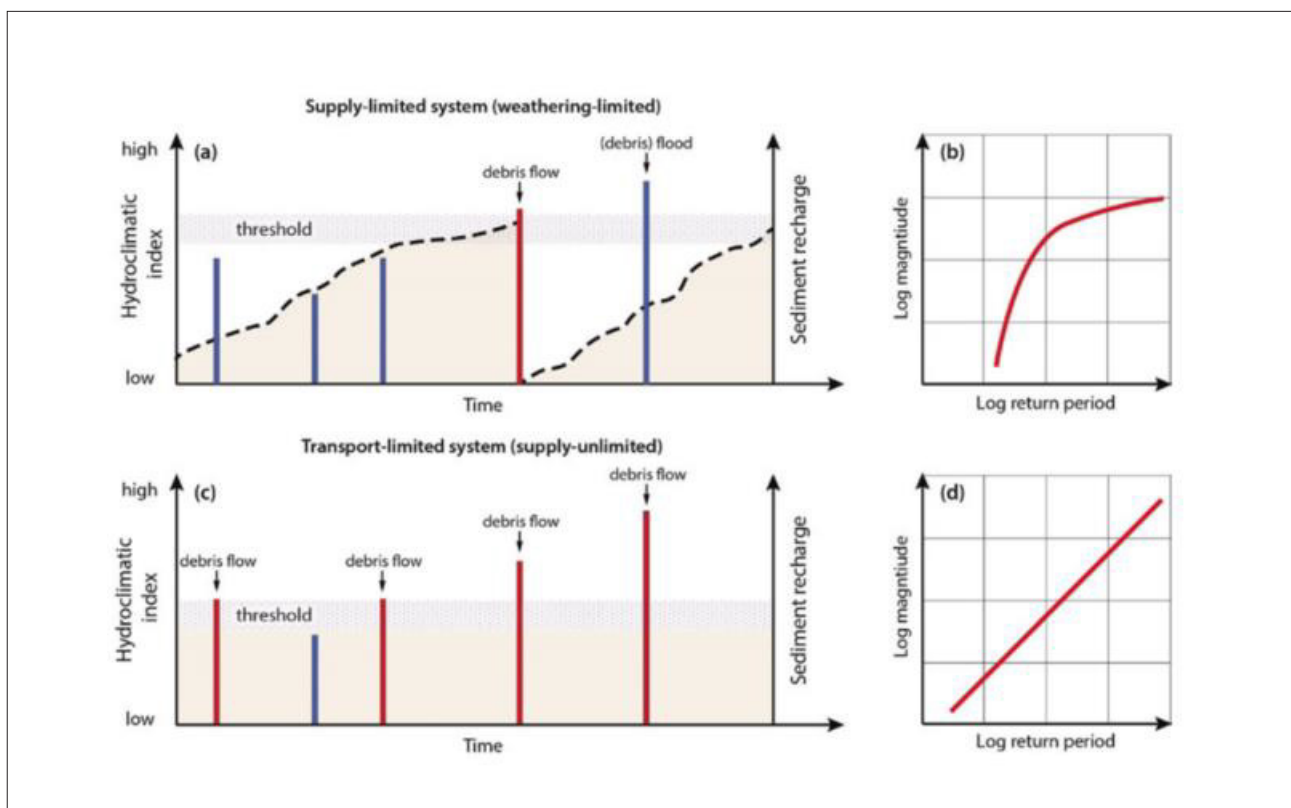 Supply-limited system (weathering-limited)
high
(a)
(debris) flood
debris flow
threshold
Hydroclimatic
index
Sediment recharge
low
Time
(b)
Log magntiude
Log return period
Transport-limited system (supply-unlimited)
high
(c)
debris flow
debris flow
debris flow
debris flow
threshold
Hydroclimatic
index
Sediment recharge
low
Time
(d)
Log magntiude
Log return period